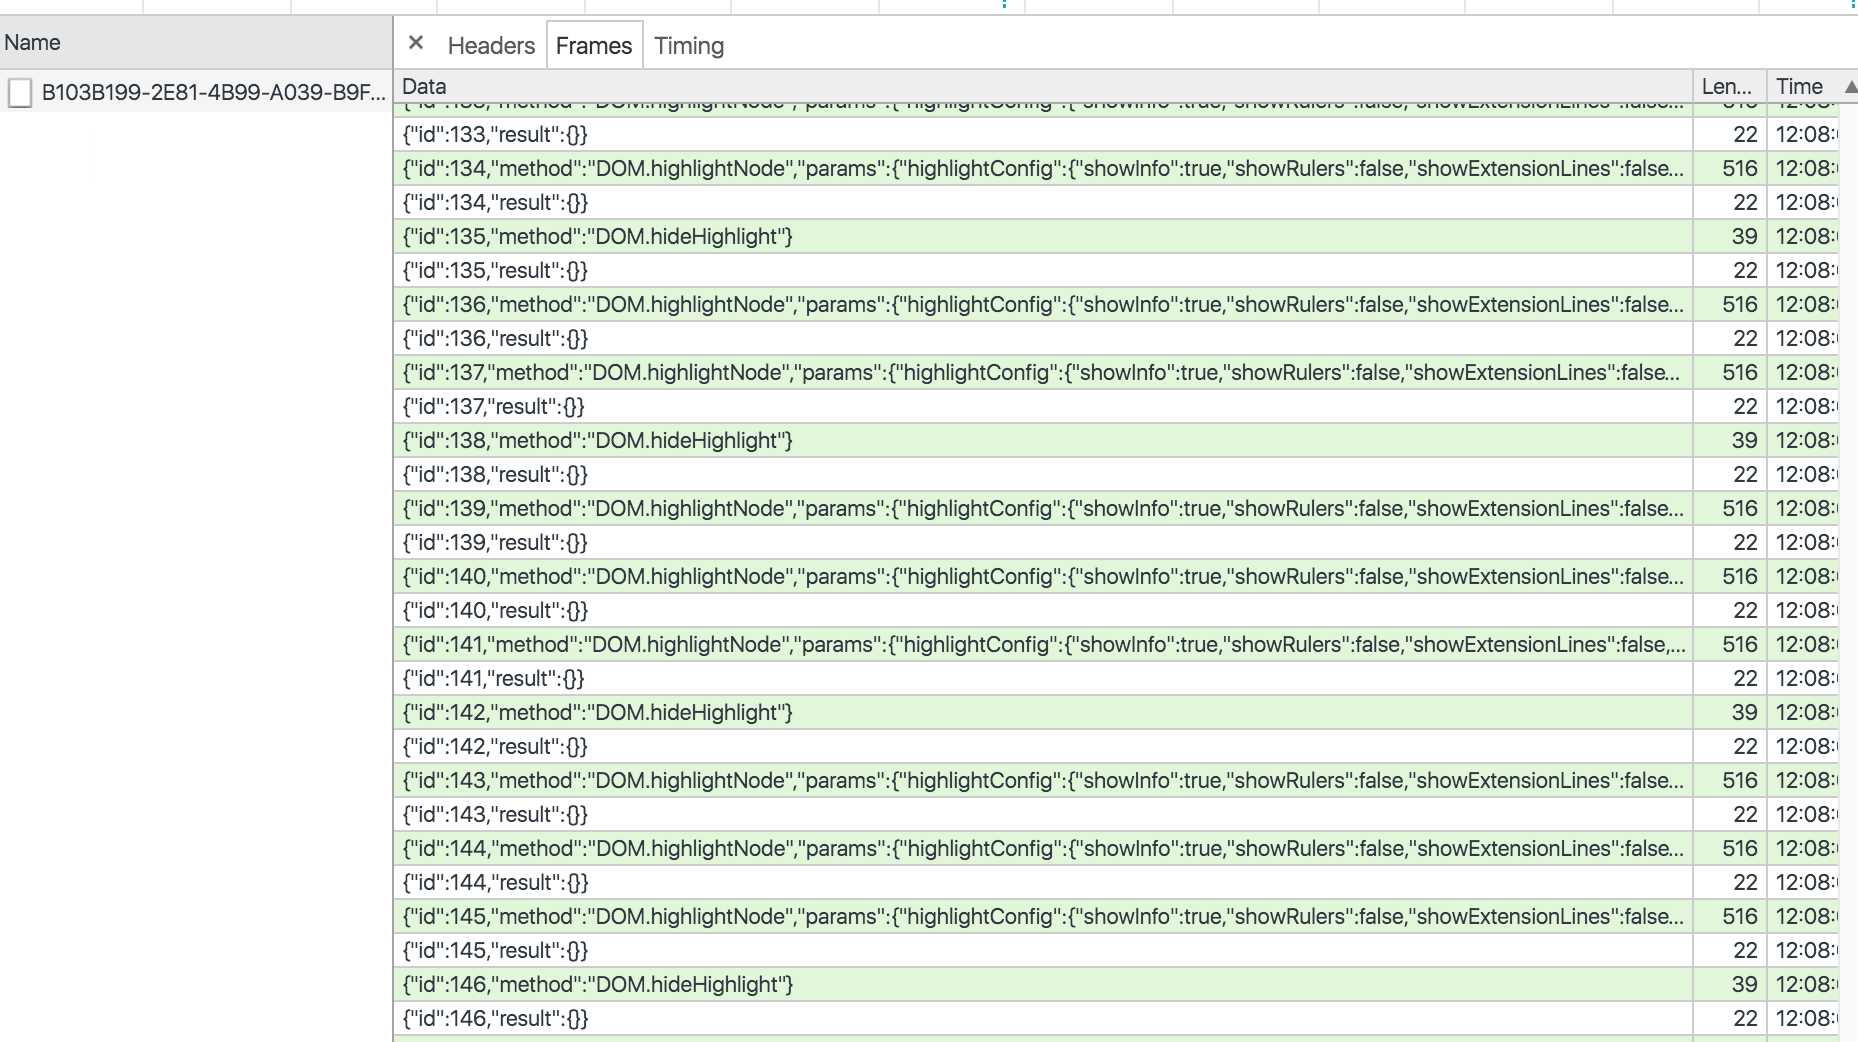 Name
× Headers Frames Timing
B103B199-2E81-4B99-A039-B9F...
Data Len... Time ▲
{"id":133,"result":{}} 22 12:08:
{"id":134,"method":"DOM.highlightNode","params":{"highlightConfig":{"showInfo":true,"showRulers":false,"showExtensionLines":false... 516 12:08:
{"id":134,"result":{}} 22 12:08:
{"id":135,"method":"DOM.hideHighlight"} 39 12:08:
{"id":135,"result":{}} 22 12:08:
{"id":136,"method":"DOM.highlightNode","params":{"highlightConfig":{"showInfo":true,"showRulers":false,"showExtensionLines":false... 516 12:08:
{"id":136,"result":{}} 22 12:08:
{"id":137,"method":"DOM.highlightNode","params":{"highlightConfig":{"showInfo":true,"showRulers":false,"showExtensionLines":false... 516 12:08:
{"id":137,"result":{}} 22 12:08:
{"id":138,"method":"DOM.hideHighlight"} 39 12:08:
{"id":138,"result":{}} 22 12:08:
{"id":139,"method":"DOM.highlightNode","params":{"highlightConfig":{"showInfo":true,"showRulers":false,"showExtensionLines":false... 516 12:08:
{"id":139,"result":{}} 22 12:08:
{"id":140,"method":"DOM.highlightNode","params":{"highlightConfig":{"showInfo":true,"showRulers":false,"showExtensionLines":false... 516 12:08:
{"id":140,"result":{}} 22 12:08:
{"id":141,"method":"DOM.highlightNode","params":{"highlightConfig":{"showInfo":true,"showRulers":false,"showExtensionLines":false,... 516 12:08:
{"id":141,"result":{}} 22 12:08:
{"id":142,"method":"DOM.hideHighlight"} 39 12:08:
{"id":142,"result":{}} 22 12:08:
{"id":143,"method":"DOM.highlightNode","params":{"highlightConfig":{"showInfo":true,"showRulers":false,"showExtensionLines":false... 516 12:08:
{"id":143,"result":{}} 22 12:08:
{"id":144,"method":"DOM.highlightNode","params":{"highlightConfig":{"showInfo":true,"showRulers":false,"showExtensionLines":false... 516 12:08:
{"id":144,"result":{}} 22 12:08:
{"id":145,"method":"DOM.highlightNode","params":{"highlightConfig":{"showInfo":true,"showRulers":false,"showExtensionLines":false... 516 12:08:
{"id":145,"result":{}} 22 12:08:
{"id":146,"method":"DOM.hideHighlight"} 39 12:08:
{"id":146,"result":{}} 22 12:08: